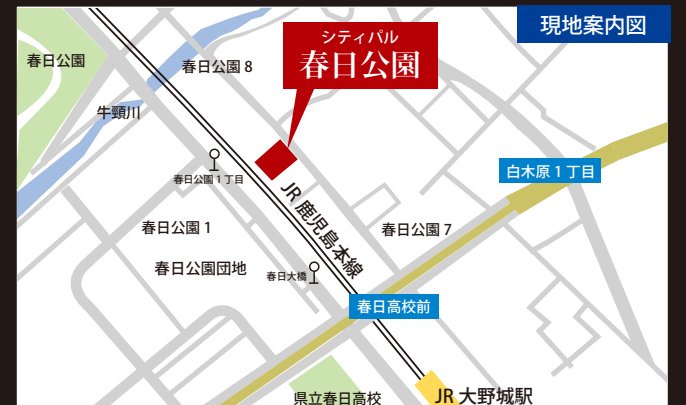 現地案内図
シティパル
春日公園
春日公園
春日公園 8
牛頸川
春日公園 1 丁目
白木原 1 丁目
JR 鹿児島本線
春日公園 1
春日公園 7
春日公園団地
春日大橋
春日高校前
県立春日高校
JR 大野城駅